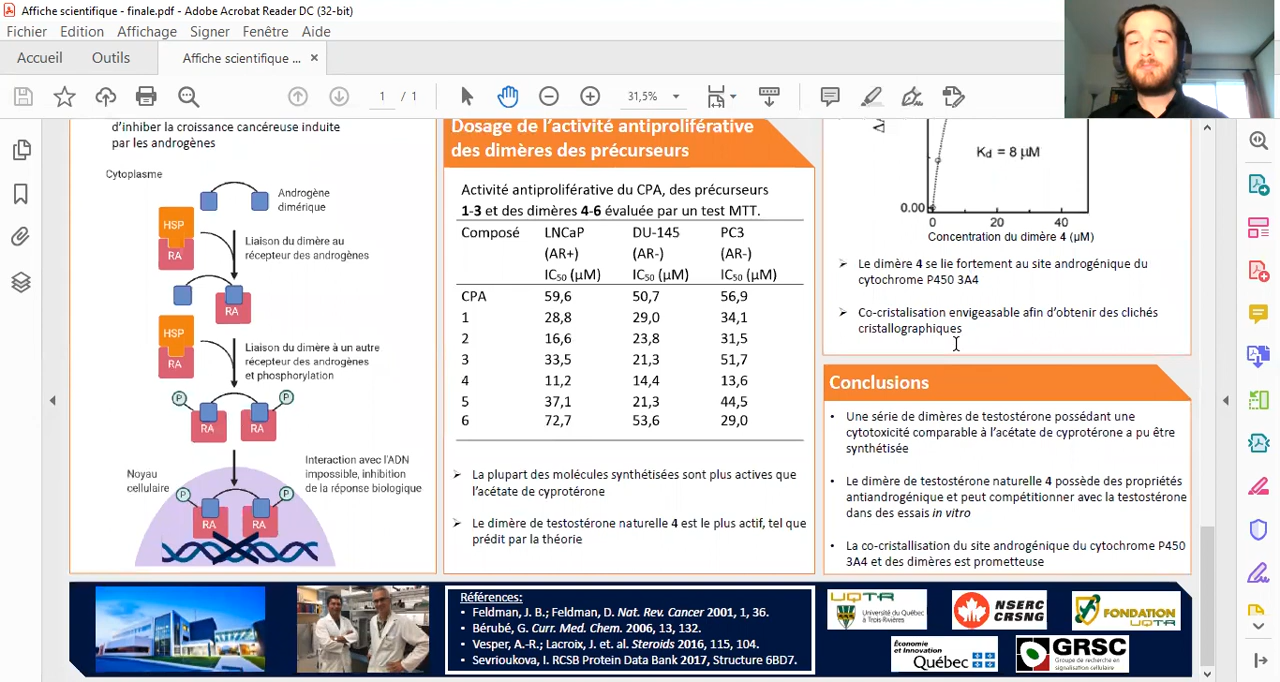 Affiche scientifique - finale.pdf - Adobe Acrobat Reader DC (32-bit)
Fichier Edition Affichage Signer Fenêtre Aide
Accueil Outils Affiche scientifique ... ×
1 / 1 31,5%
d'inhiber la croissance cancéreuse induite
par les androgènes
Cytoplasme
Androgène
dimérique
HSP
RA
Liaison du dimère au
récepteur des androgènes
RA
HSP
RA
Liaison du dimère à un autre
récepteur des androgènes
et phosphorylation
P P
RA RA
Noyau
cellulaire
Interaction avec l'ADN
impossible, inhibition
de la réponse biologique
P P
RA RA
Dosage de l'activité antiproliférative
des dimères des précurseurs
Activité antiproliférative du CPA, des précurseurs
1-3 et des dimères 4-6 évaluée par un test MTT.
Composé LNCaP DU-145 PC3
(AR+) (AR-) (AR-)
IC50 (µM) IC50 (µM) IC50 (µM)
CPA 59,6 50,7 56,9
1 28,8 29,0 34,1
2 16,6 23,8 31,5
3 33,5 21,3 51,7
4 11,2 14,4 13,6
5 37,1 21,3 44,5
6 72,7 53,6 29,0
La plupart des molécules synthétisées sont plus actives que
l'acétate de cyprotérone
Le dimère de testostérone naturelle 4 est le plus actif, tel que
prédit par la théorie
Kd = 8 µM
0.00
0 20 40
Concentration du dimère 4 (µM)
Le dimère 4 se lie fortement au site androgénique du
cytochrome P450 3A4
Co-cristalisation envigeasable afin d'obtenir des clichés
cristallographiques
Conclusions
• Une série de dimères de testostérone possédant une
cytotoxicité comparable à l'acétate de cyprotérone a pu être
synthétisée
• Le dimère de testostérone naturelle 4 possède des propriétés
antiandrogénique et peut compétitionner avec la testostérone
dans des essais in vitro
• La co-cristallisation du site androgénique du cytochrome P450
3A4 et des dimères est prometteuse
Références:
• Feldman, J. B.; Feldman, D. Nat. Rev. Cancer 2001, 1, 36.
• Bérubé, G. Curr. Med. Chem. 2006, 13, 132.
• Vesper, A.-R.; Lacroix, J. et. al. Steroids 2016, 115, 104.
• Sevrioukova, I. RCSB Protein Data Bank 2017, Structure 6BD7.
UQTR
Université du Québec
à Trois-Rivières
NSERC
CRSNG
FONDATION
UQTR
Économie
et Innovation
Québec
GRSC
Groupe de recherche en
signalisation cellulaire